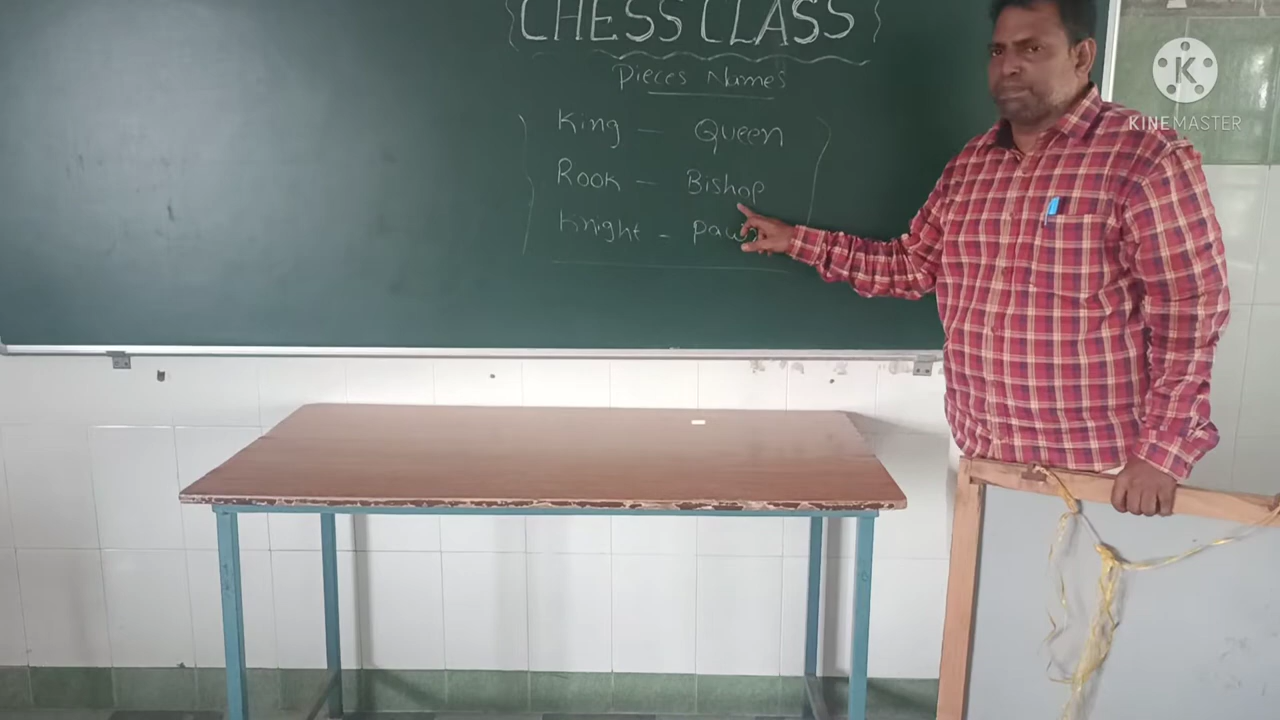 CHESS CLASS
Pieces Names
King - Queen
Rook - Bishop
Knight - Pawn
KINEMASTER